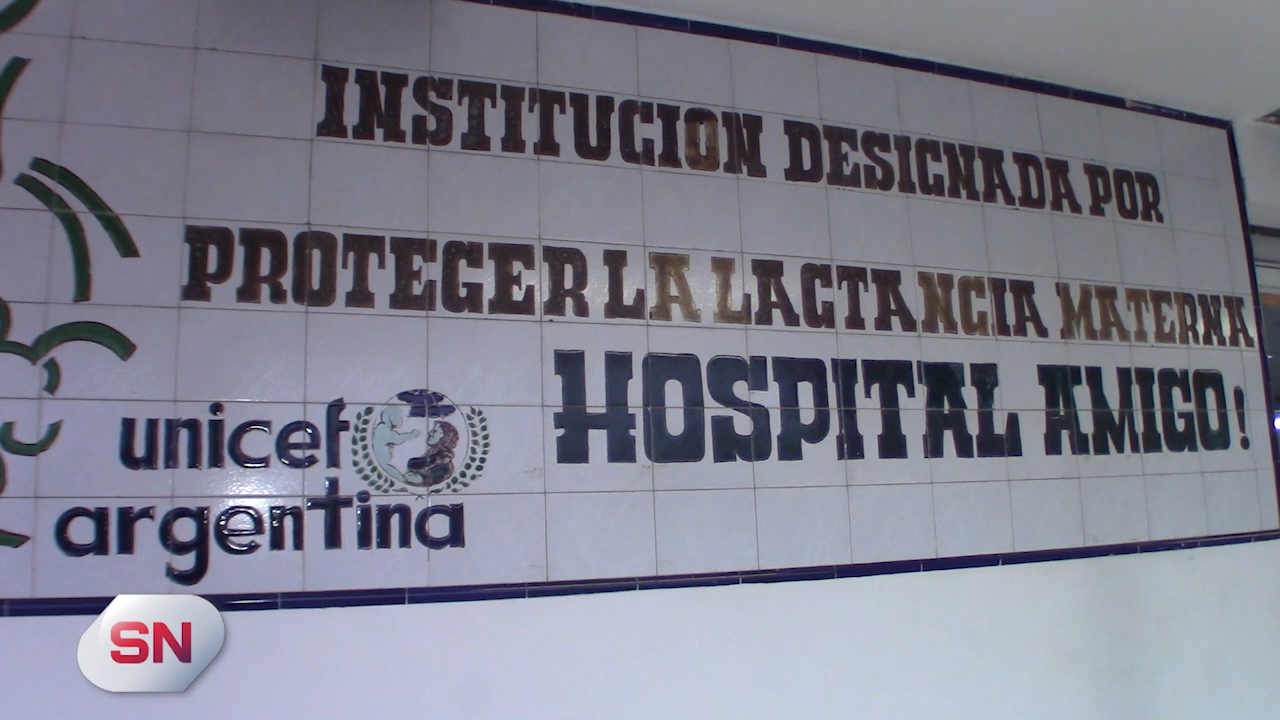 INSTITUCION DESIGNADA POR
PROTEGER LA LACTANCIA MATERNA
HOSPITAL AMIGO!
unicef
argentina
SN